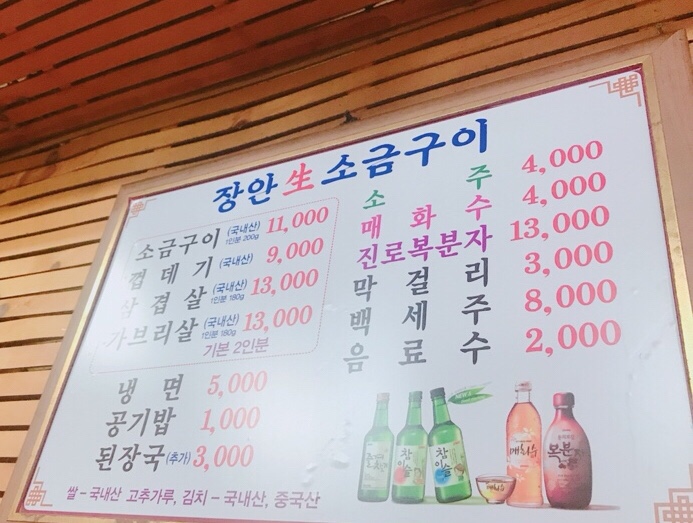 장안生소금구이
소금구이 (국내산) 1인분 200g 11,000
껍데기 (국내산) 9,000
삼겹살 (국내산) 1인분 180g 13,000
가브리살 (국내산) 1인분 180g 13,000
기본 2인분
냉면 5,000
공기밥 1,000
된장국(추가) 3,000
소주 4,000
매화수 4,000
진로복분자 13,000
막걸리 3,000
백세주 8,000
음료수 2,000
참이슬
참이슬
매화수
매화수
복분자
쌀 – 국내산 고추가루, 김치 – 국내산, 중국산